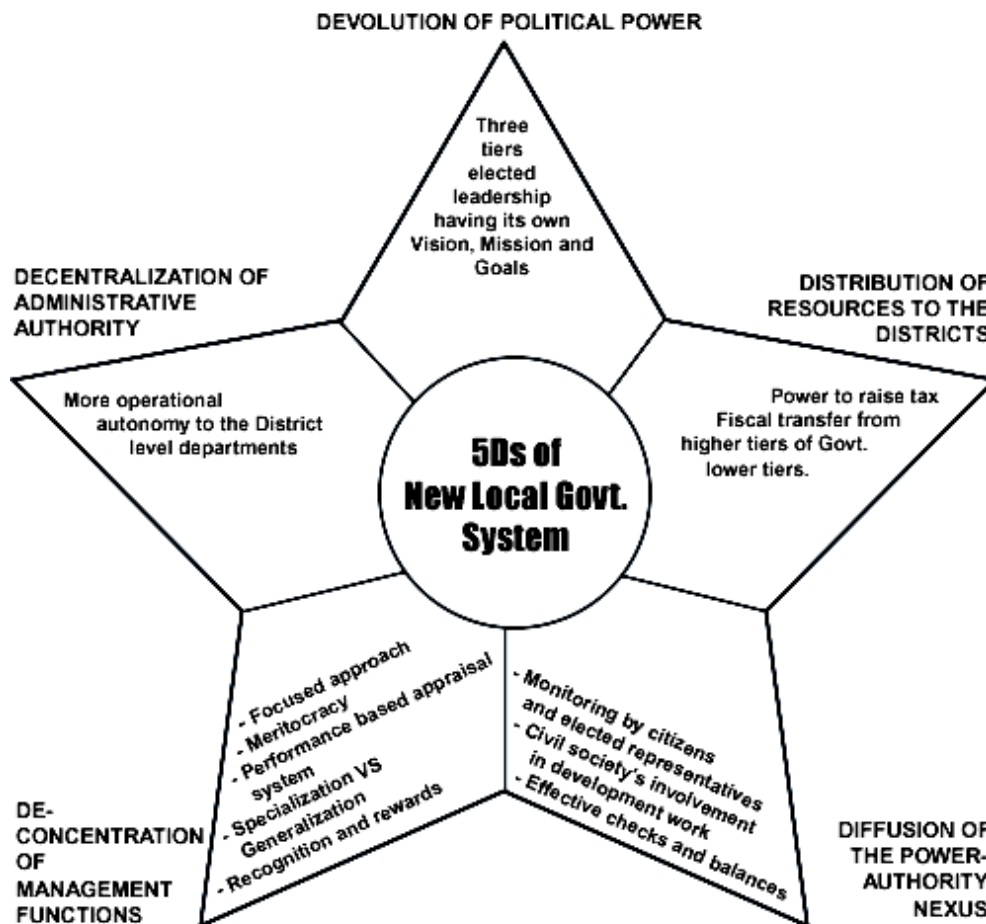 DEVOLUTION OF POLITICAL POWER
Three
tiers
elected
leadership
having its own
Vision, Mission and
Goals
DECENTRALIZATION OF
ADMINISTRATIVE
AUTHORITY
More operational
autonomy to the District
level departments
DISTRIBUTION OF
RESOURCES TO THE
DISTRICTS
Power to raise tax
Fiscal transfer from
higher tiers of Govt.
lower tiers.
5Ds of
New Local Govt.
System
DE-
CONCENTRATION
OF
MANAGEMENT
FUNCTIONS
- Focused approach
- Meritocracy
- Performance based appraisal
system
- Specialization VS
Generalization
- Recognition and rewards
- Monitoring by citizens
and elected representatives
- Civil society's involvement
in development work
- Effective checks and balances
DIFFUSION OF
THE POWER-
AUTHORITY
NEXUS